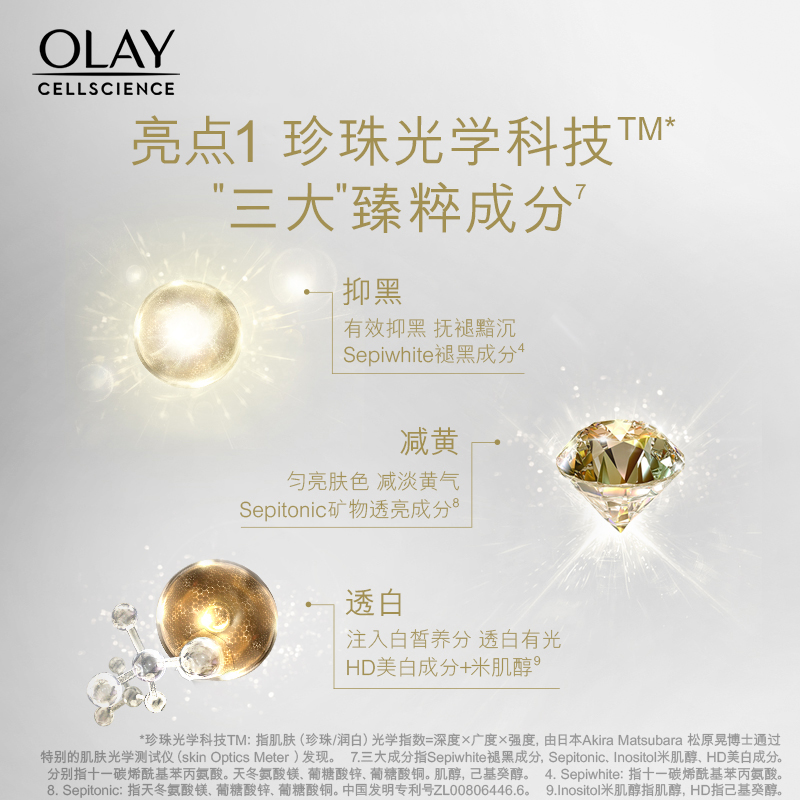 OLAY
CELLSCIENCE
亮点1 珍珠光学科技TM*
"三大"臻粹成分7
抑黑
有效抑黑 抚褪黯沉
Sepiwhite褪黑成分4
减黄
匀亮肤色 减淡黄气
Sepitonic矿物透亮成分8
透白
注入白皙养分 透白有光
HD美白成分+米肌醇9
*珍珠光学科技TM: 指肌肤（珍珠/润白）光学指数=深度×广度×强度, 由日本Akira Matsubara 松原晃博士通过
特别的肌肤光学测试仪（skin Optics Meter ）发现。 7.三大成分指Sepiwhite褪黑成分, Sepitonic、Inositol米肌醇、HD美白成分。
分别指十一碳烯酰基苯丙氨酸。天冬氨酸镁、葡糖酸锌、葡糖酸铜。肌醇，己基癸醇。 4. Sepiwhite: 指十一碳烯酰基苯丙氨酸。
8. Sepitonic: 指天冬氨酸镁、葡糖酸锌、葡糖酸铜。中国发明专利号ZL00806446.6。 9.Inositol米肌醇指肌醇, HD指己基癸醇。